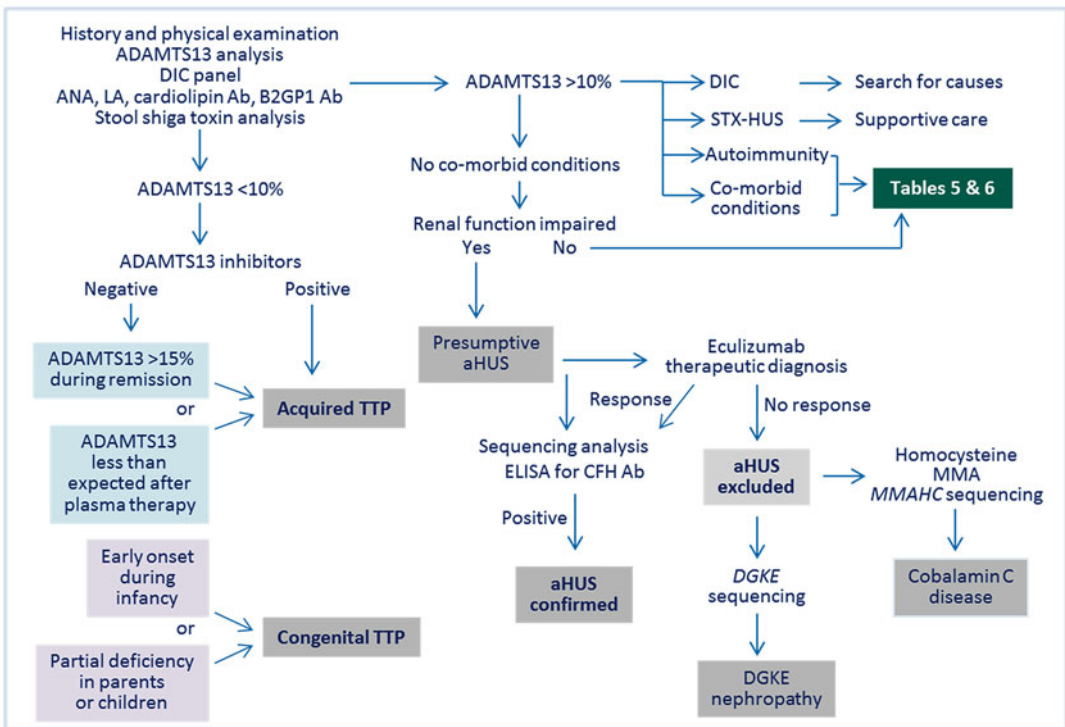 History and physical examination
ADAMTS13 analysis
DIC panel
ANA, LA, cardiolipin Ab, B2GP1 Ab
Stool shiga toxin analysis
ADAMTS13 >10%
DIC
Search for causes
STX-HUS
Supportive care
Autoimmunity
Co-morbid
conditions
Tables 5 & 6
No co-morbid conditions
Renal function impaired
Yes
No
ADAMTS13 <10%
ADAMTS13 inhibitors
Negative
Positive
ADAMTS13 >15%
during remission
or
ADAMTS13
less than
expected after
plasma therapy
Acquired TTP
Early onset
during
infancy
or
Partial deficiency
in parents
or children
Congenital TTP
Presumptive
aHUS
Eculizumab
therapeutic diagnosis
Response
No response
Sequencing analysis
ELISA for CFH Ab
Positive
aHUS
confirmed
aHUS
excluded
Homocysteine
MMA
MMAHC sequencing
Cobalamin C
disease
DGKE
sequencing
DGKE
nephropathy